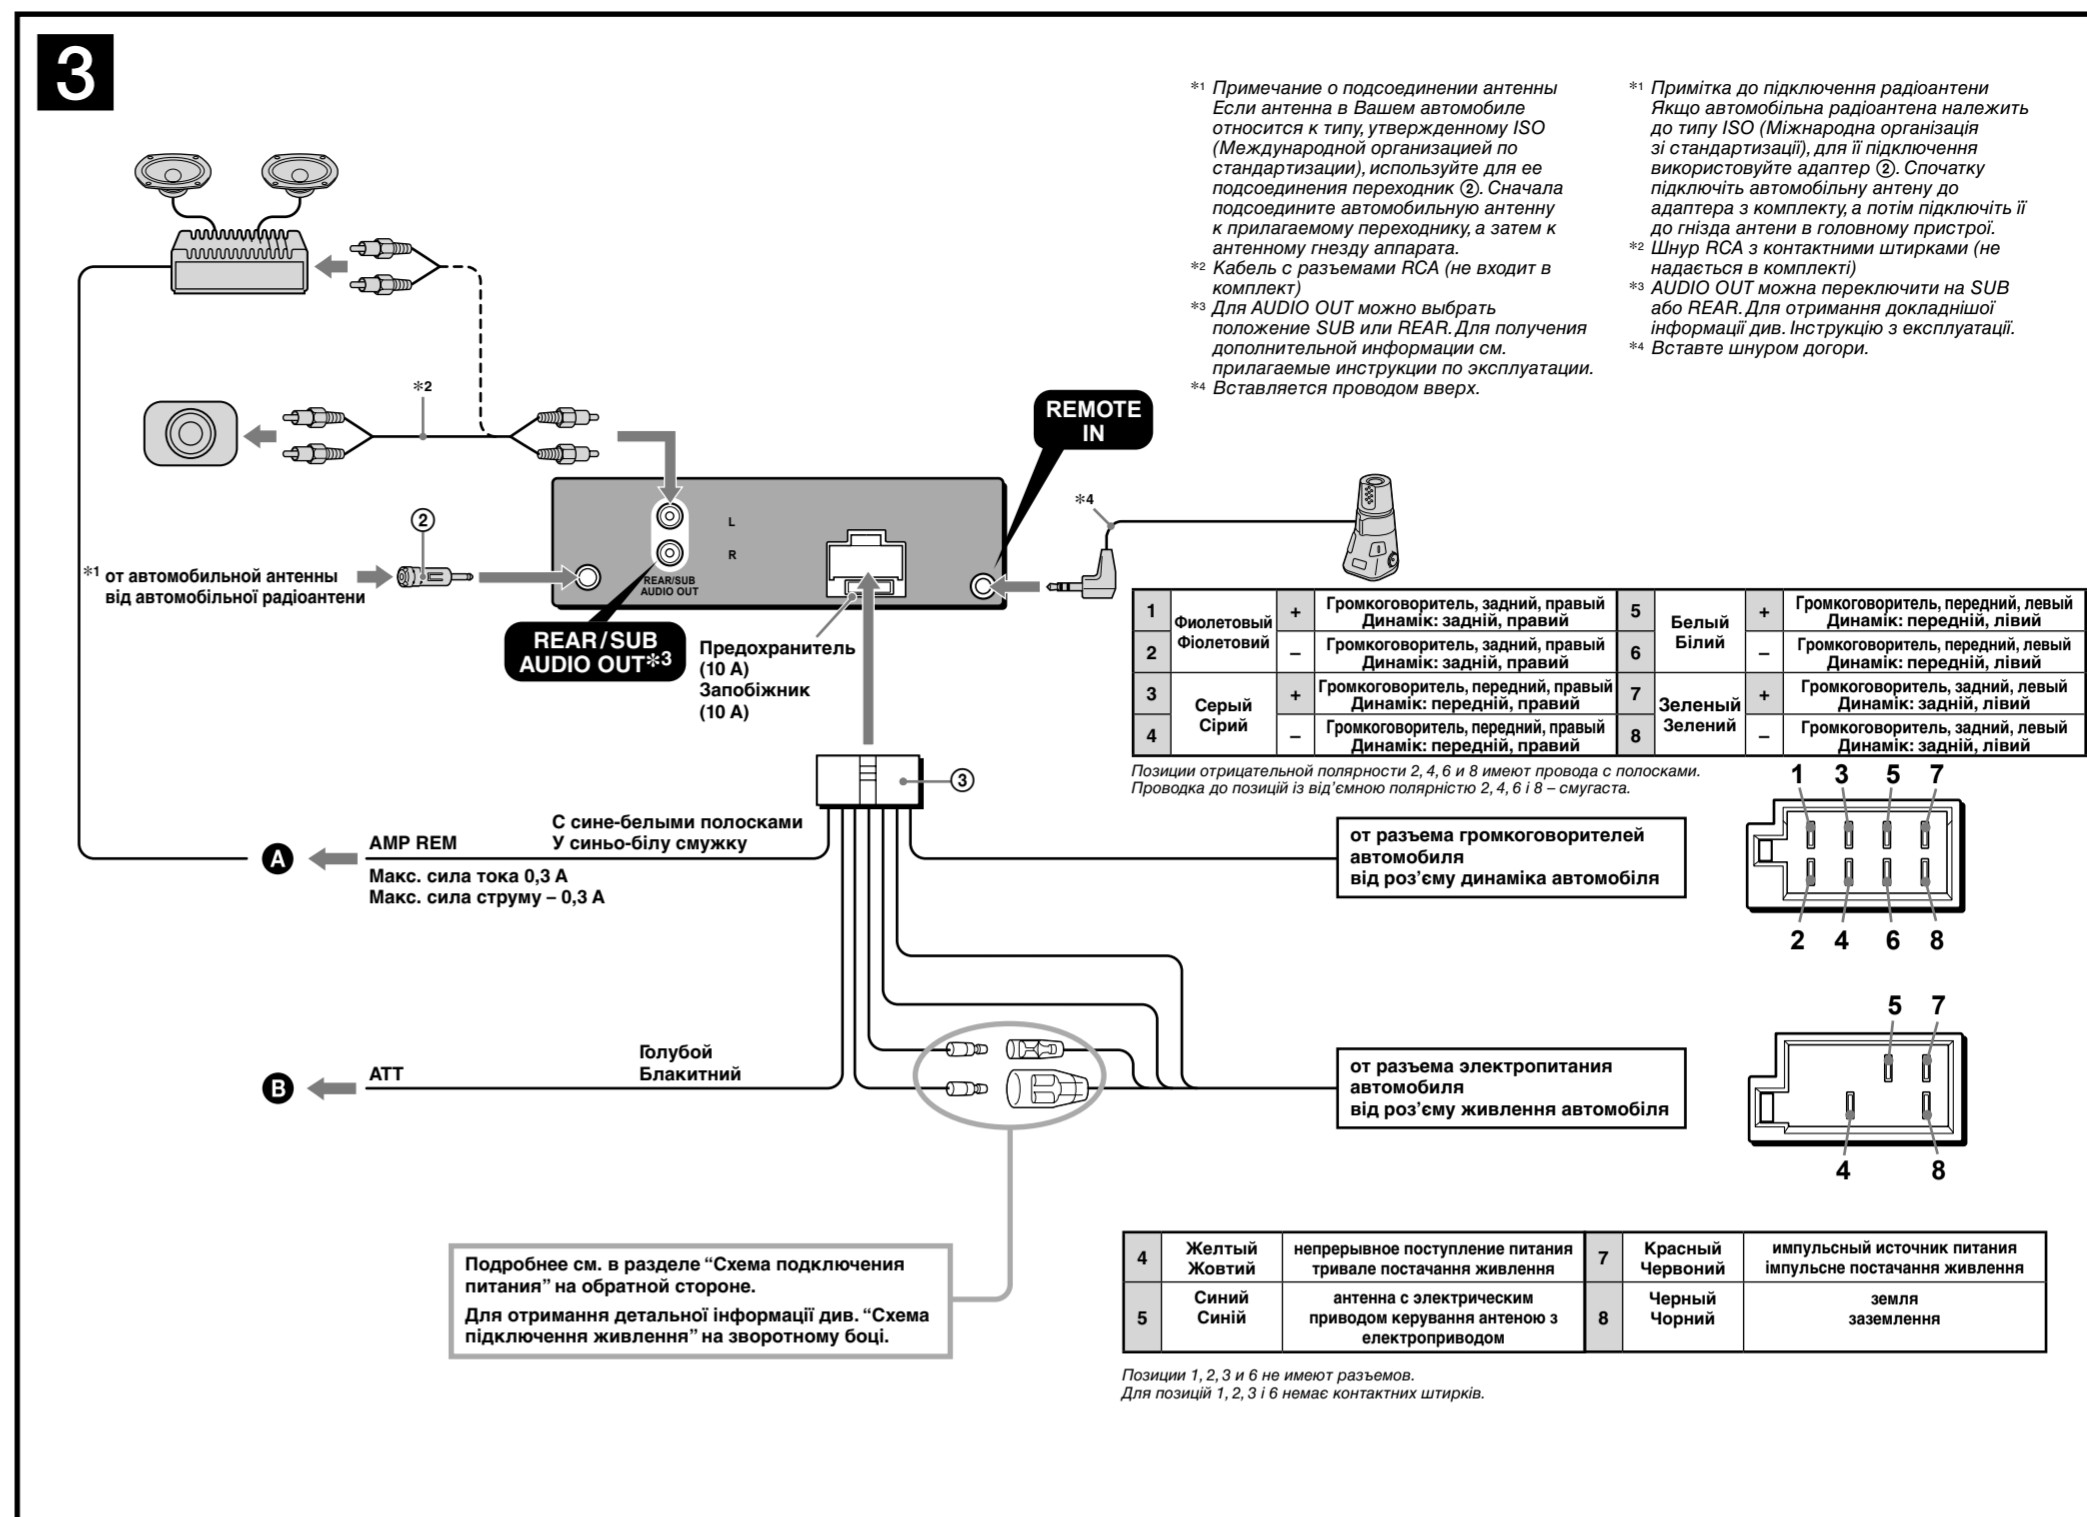 3
*1 Примечание о подсоединении антенны
Если антенна в Вашем автомобиле
относится к типу, утвержденному ISO
(Международной организацией по
стандартизации), используйте для ее
подсоединения переходник ②. Сначала
подсоедините автомобильную антенну
к прилагаемому переходнику, а затем к
антенному гнезду аппарата.
*2 Кабель с разъемами RCA (не входит в
комплект)
*3 Для AUDIO OUT можно выбрать
положение SUB или REAR. Для получения
дополнительной информации см.
прилагаемые инструкции по эксплуатации.
*4 Вставляется проводом вверх.
*1 Примітка до підключення радіоантени
Якщо автомобільна радіоантена належить
до типу ISO (Міжнародна організація
зі стандартизації), для її підключення
використовуйте адаптер ②. Спочатку
підключіть автомобільну антену до
адаптера з комплекту, а потім підключіть її
до гнізда антени в головному пристрої.
*2 Шнур RCA з контактними штирками (не
надається в комплекті)
*3 AUDIO OUT можна переключити на SUB
або REAR. Для отримання докладнішої
інформації див. Інструкцію з експлуатації.
*4 Вставте шнуром догори.
*2
REMOTE
IN
*4
②
L
R
REAR/SUB
AUDIO OUT
*1 от автомобильной антенны
від автомобільної радіоантени
REAR/SUB
AUDIO OUT*3
Предохранитель
(10 A)
Запобіжник
(10 A)
1 Фиолетовый Фіолетовий + Громкоговоритель, задний, правый
Динамік: задній, правий
2 – Громкоговоритель, задний, правый
Динамік: задній, правий
3 Серый Сірий + Громкоговоритель, передний, правый
Динамік: передній, правий
4 – Громкоговоритель, передний, правый
Динамік: передній, правий
5 Белый Білий + Громкоговоритель, передний, левый
Динамік: передній, лівий
6 – Громкоговоритель, передний, левый
Динамік: передній, лівий
7 Зеленый Зелений + Громкоговоритель, задний, левый
Динамік: задній, лівий
8 – Громкоговоритель, задний, левый
Динамік: задній, лівий
Позиции отрицательной полярности 2, 4, 6 и 8 имеют провода с полосками.
Проводка до позицій із від’ємною полярністю 2, 4, 6 і 8 – смугаста.
③
1 3 5 7
2 4 6 8
A
AMP REM
С сине-белыми полосками
У синьо-білу смужку
Макс. сила тока 0,3 A
Макс. сила струму – 0,3 A
от разъема громкоговорителей
автомобиля
від роз’єму динаміка автомобіля
B
ATT
Голубой
Блакитний
от разъема электропитания
автомобиля
від роз’єму живлення автомобіля
5 7
4 8
Подробнее см. в разделе “Схема подключения
питания” на обратной стороне.
Для отримання детальної інформації див. “Схема
підключення живлення” на зворотному боці.
4 Желтый Жовтий непрерывное поступление питания
тривале постачання живлення
5 Синий Синій антенна с электрическим
приводом керування антеною з
електроприводом
7 Красный Червоний импульсный источник питания
імпульсне постачання живлення
8 Черный Чорний земля
заземлення
Позиции 1, 2, 3 и 6 не имеют разъемов.
Для позицій 1, 2, 3 і 6 немає контактних штирків.